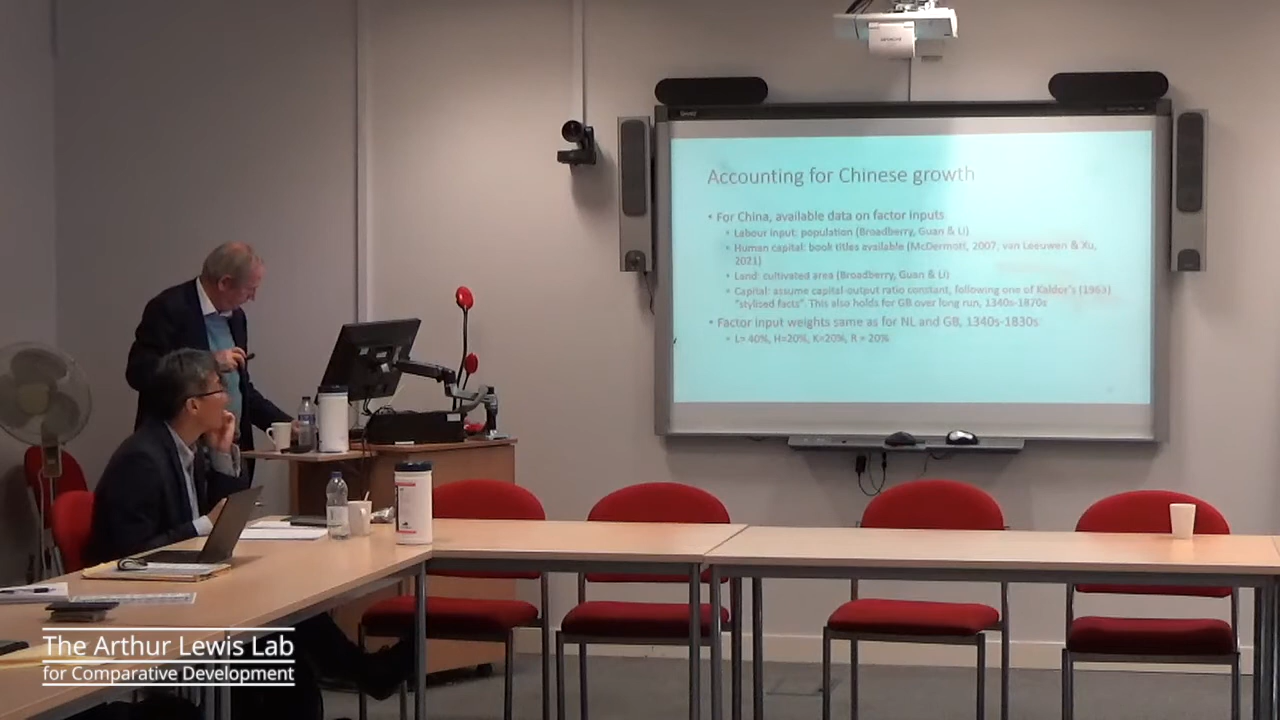 Accounting for Chinese growth
• For China, available data on factor inputs
• Labour input: population (Broadberry, Guan & Li)
• Human capital: book titles available (McDermott, 2007, van Leeuwen & Xu,
2021)
• Land: cultivated area (Broadberry, Guan & Li)
• Capital: assume capital-output ratio constant, following one of Kaldor's (1963)
"stylized facts". This also holds for GB over long run, 1340s-1870s
• Factor input weights same as for NL and GB, 1340s-1830s
• L= 40%, H=20%, K=20%, R = 20%
The Arthur Lewis Lab
for Comparative Development